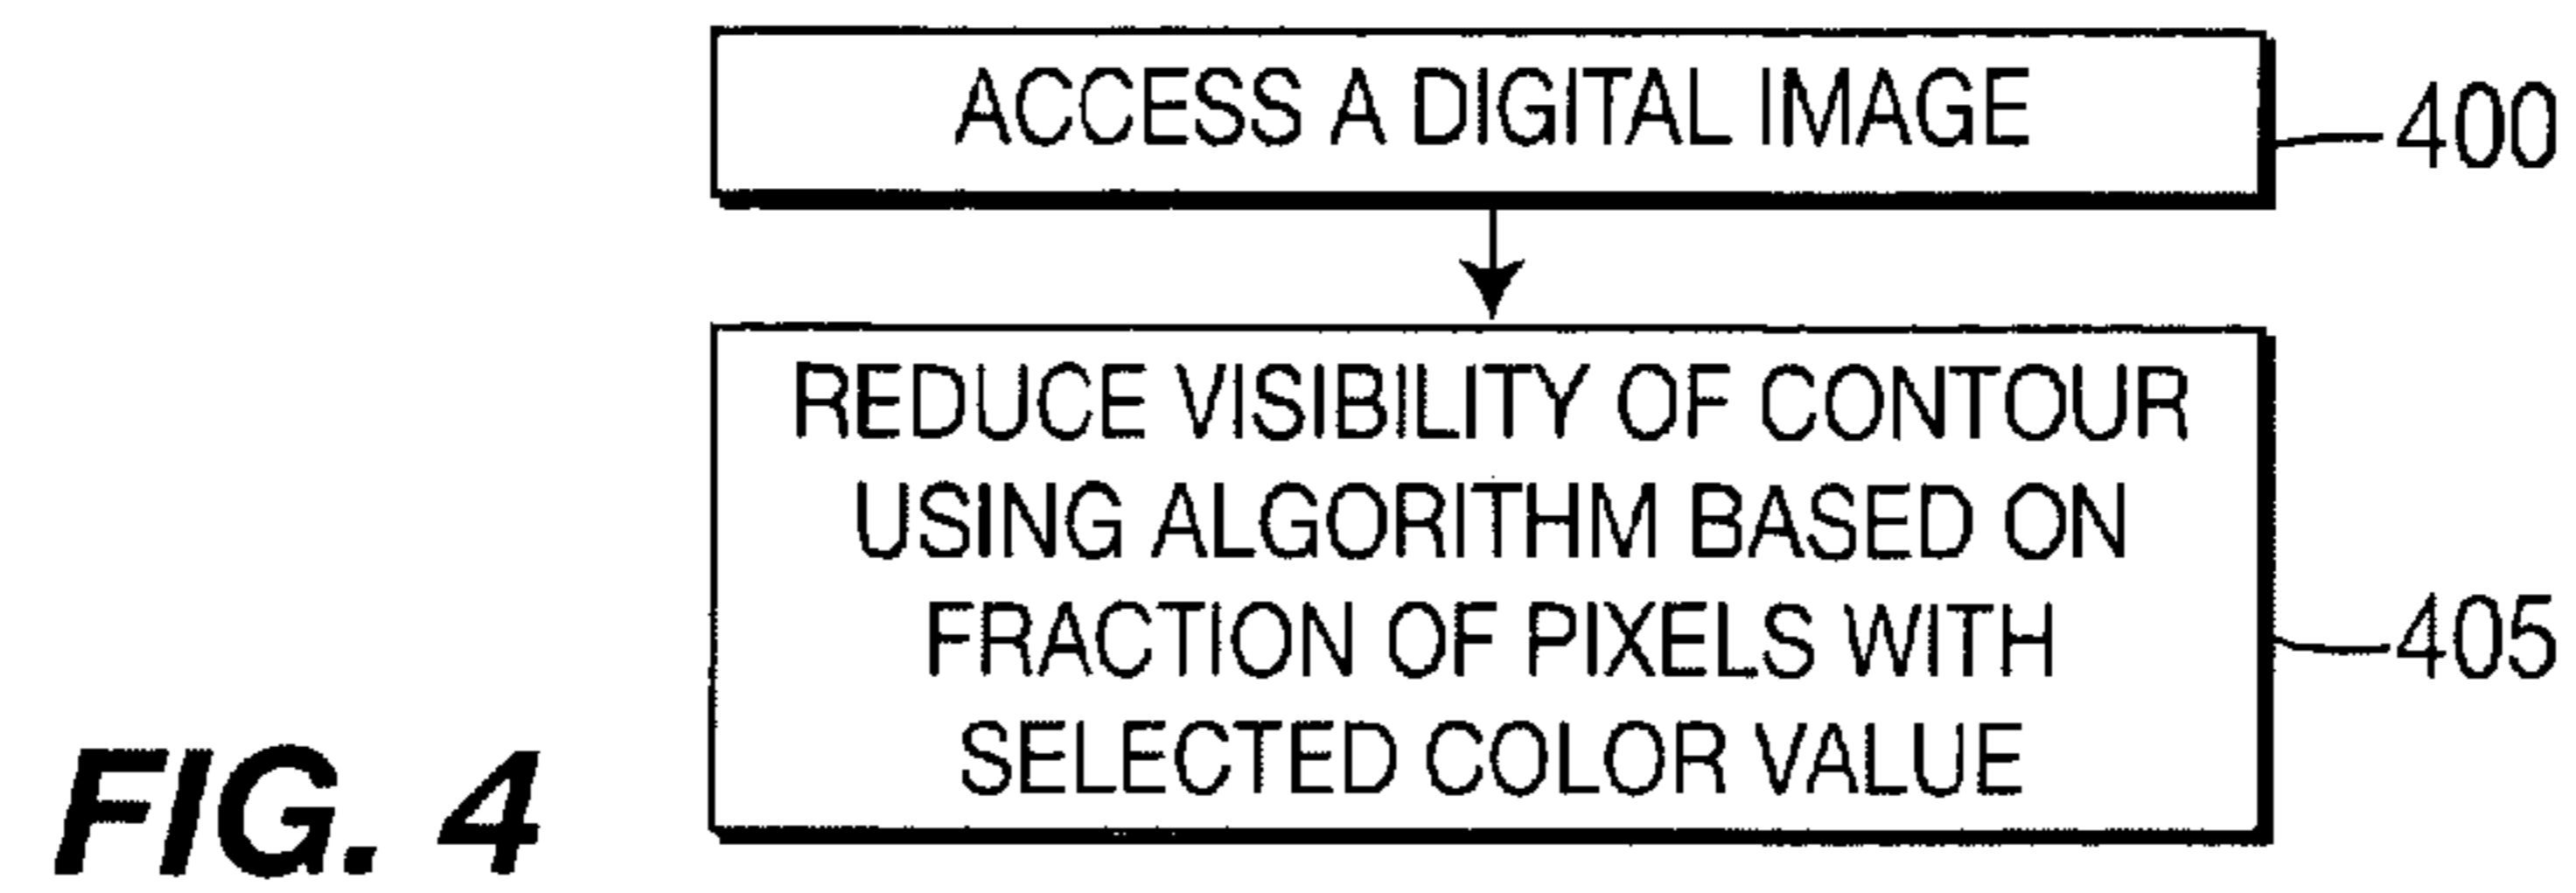 ACCESS A DIGITAL IMAGE
400
REDUCE VISIBILITY OF CONTOUR
USING ALGORITHM BASED ON
FRACTION OF PIXELS WITH
SELECTED COLOR VALUE
405
FIG. 4